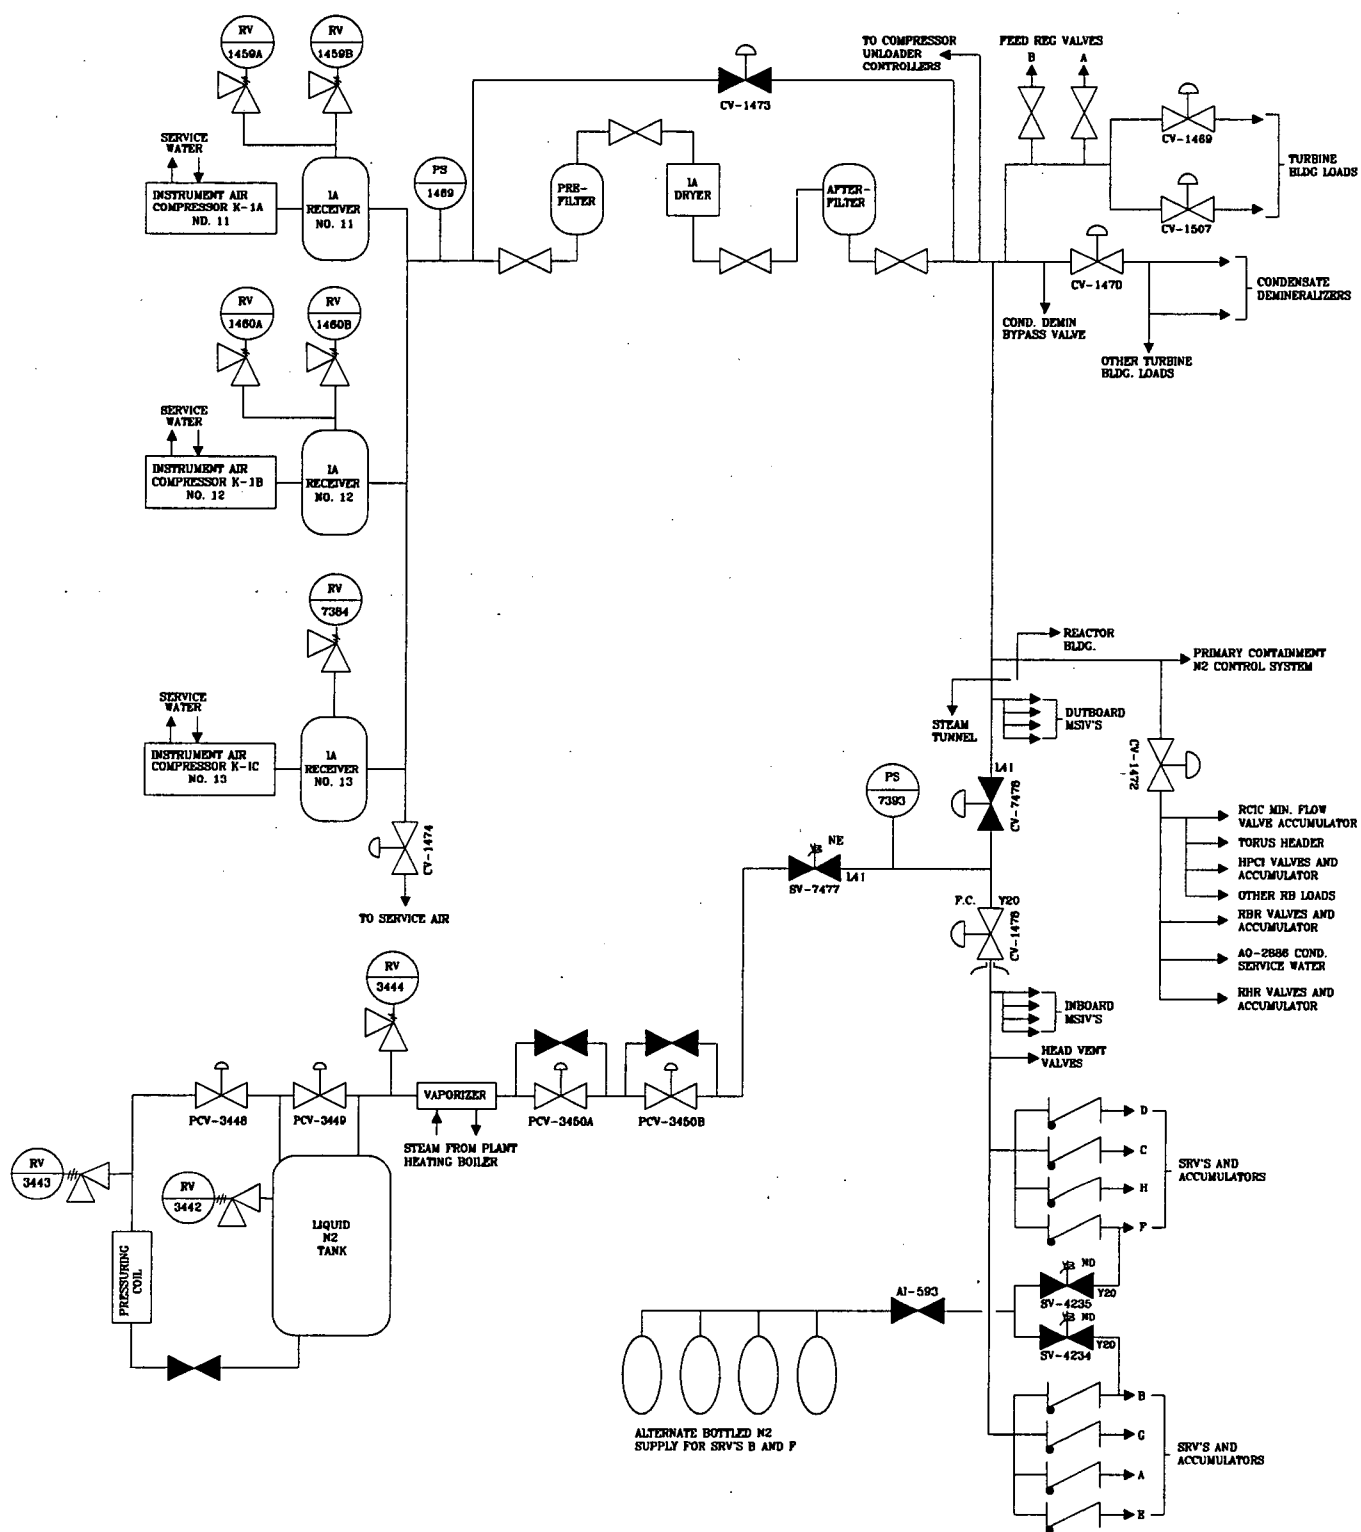 RV
1459A
RV
1459B
TO COMPRESSOR
UNLOADER
CONTROLLERS
FEED REG VALVES
B
A
CV-1473
CV-1469
TURBINE
BLDG LOADS
CV-1507
SERVICE
WATER
INSTRUMENT AIR
COMPRESSOR K-1A
NO. 11
IA
RECEIVER
NO. 11
PS
1469
PRE-
FILTER
IA
DRYER
AFTER-
FILTER
CV-1470
CONDENSATE
DEMINERALIZERS
COND. DEMIN
BYPASS VALVE
OTHER TURBINE
BLDG. LOADS
RV
1460A
RV
1460B
SERVICE
WATER
INSTRUMENT AIR
COMPRESSOR K-1B
NO. 12
IA
RECEIVER
NO. 12
RV
7384
SERVICE
WATER
INSTRUMENT AIR
COMPRESSOR K-1C
NO. 13
IA
RECEIVER
NO. 13
CV-1474
TO SERVICE AIR
REACTOR
BLDG.
PRIMARY CONTAINMENT
N2 CONTROL SYSTEM
STEAM
TUNNEL
OUTBOARD
MSIV'S
CV-1472
L41
CV-7478
PS
7393
NE
SV-7477
L41
RCIC MIN. FLOW
VALVE ACCUMULATOR
TORUS HEADER
HPCI VALVES AND
ACCUMULATOR
OTHER RB LOADS
RBR VALVES AND
ACCUMULATOR
AO-2886 COND.
SERVICE WATER
RHR VALVES AND
ACCUMULATOR
F.C.
Y20
CV-1478
INBOARD
MSIV'S
HEAD VENT
VALVES
RV
3444
PCV-3448
PCV-3449
VAPORIZER
PCV-3450A
PCV-3450B
STEAM FROM PLANT
HEATING BOILER
RV
3443
RV
3442
PRESSURING
COIL
LIQUID
N2
TANK
D
C
H
F
SRV'S AND
ACCUMULATORS
ND
Y20
SV-4235
ND
Y20
SV-4234
AI-593
ALTERNATE BOTTLED N2
SUPPLY FOR SRV'S B AND F
B
G
A
E
SRV'S AND
ACCUMULATORS